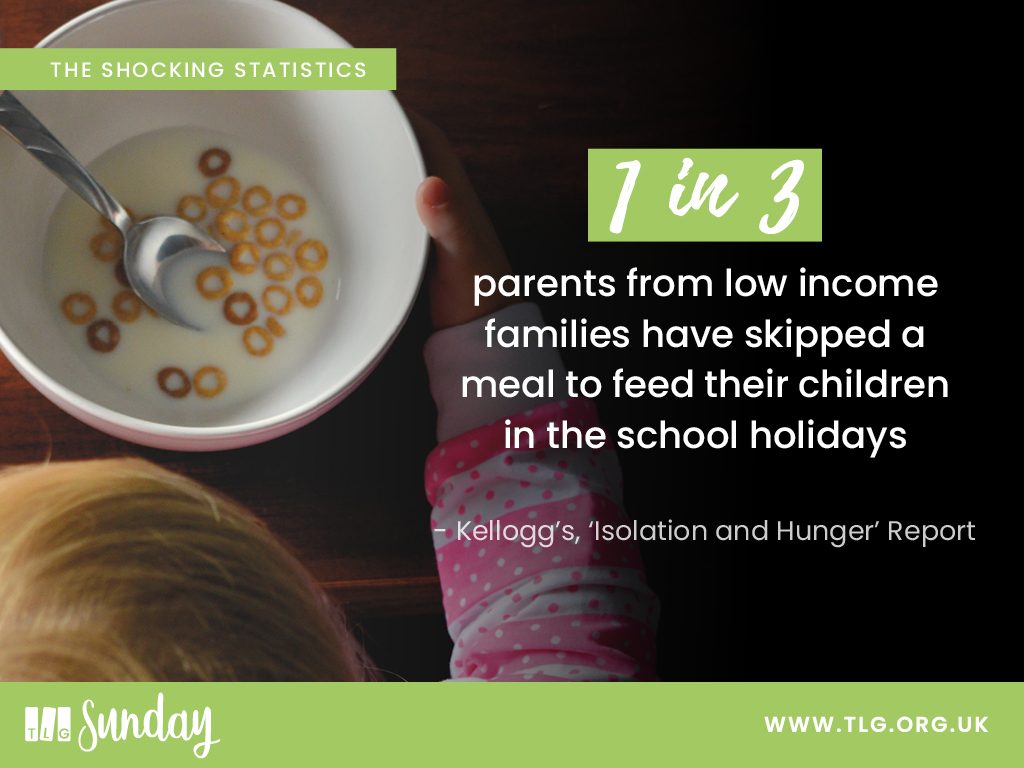 THE SHOCKING STATISTICS
1 in 3
parents from low income
families have skipped a
meal to feed their children
in the school holidays
- Kellogg’s, ‘Isolation and Hunger’ Report
TLG Sunday
WWW.TLG.ORG.UK